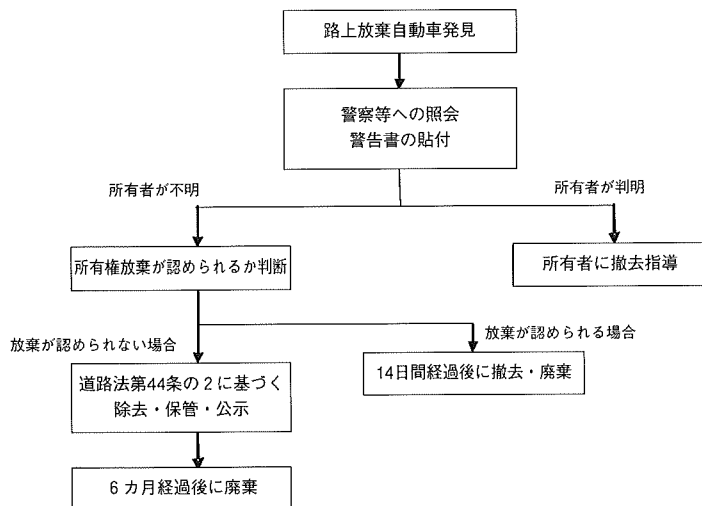 路上放棄自動車発見
警察等への照会
警告書の貼付
所有者が不明
所有者が判明
所有権放棄が認められるか判断
所有者に撤去指導
放棄が認められない場合
放棄が認められる場合
道路法第44条の2に基づく
除去・保管・公示
14日間経過後に撤去・廃棄
6カ月経過後に廃棄